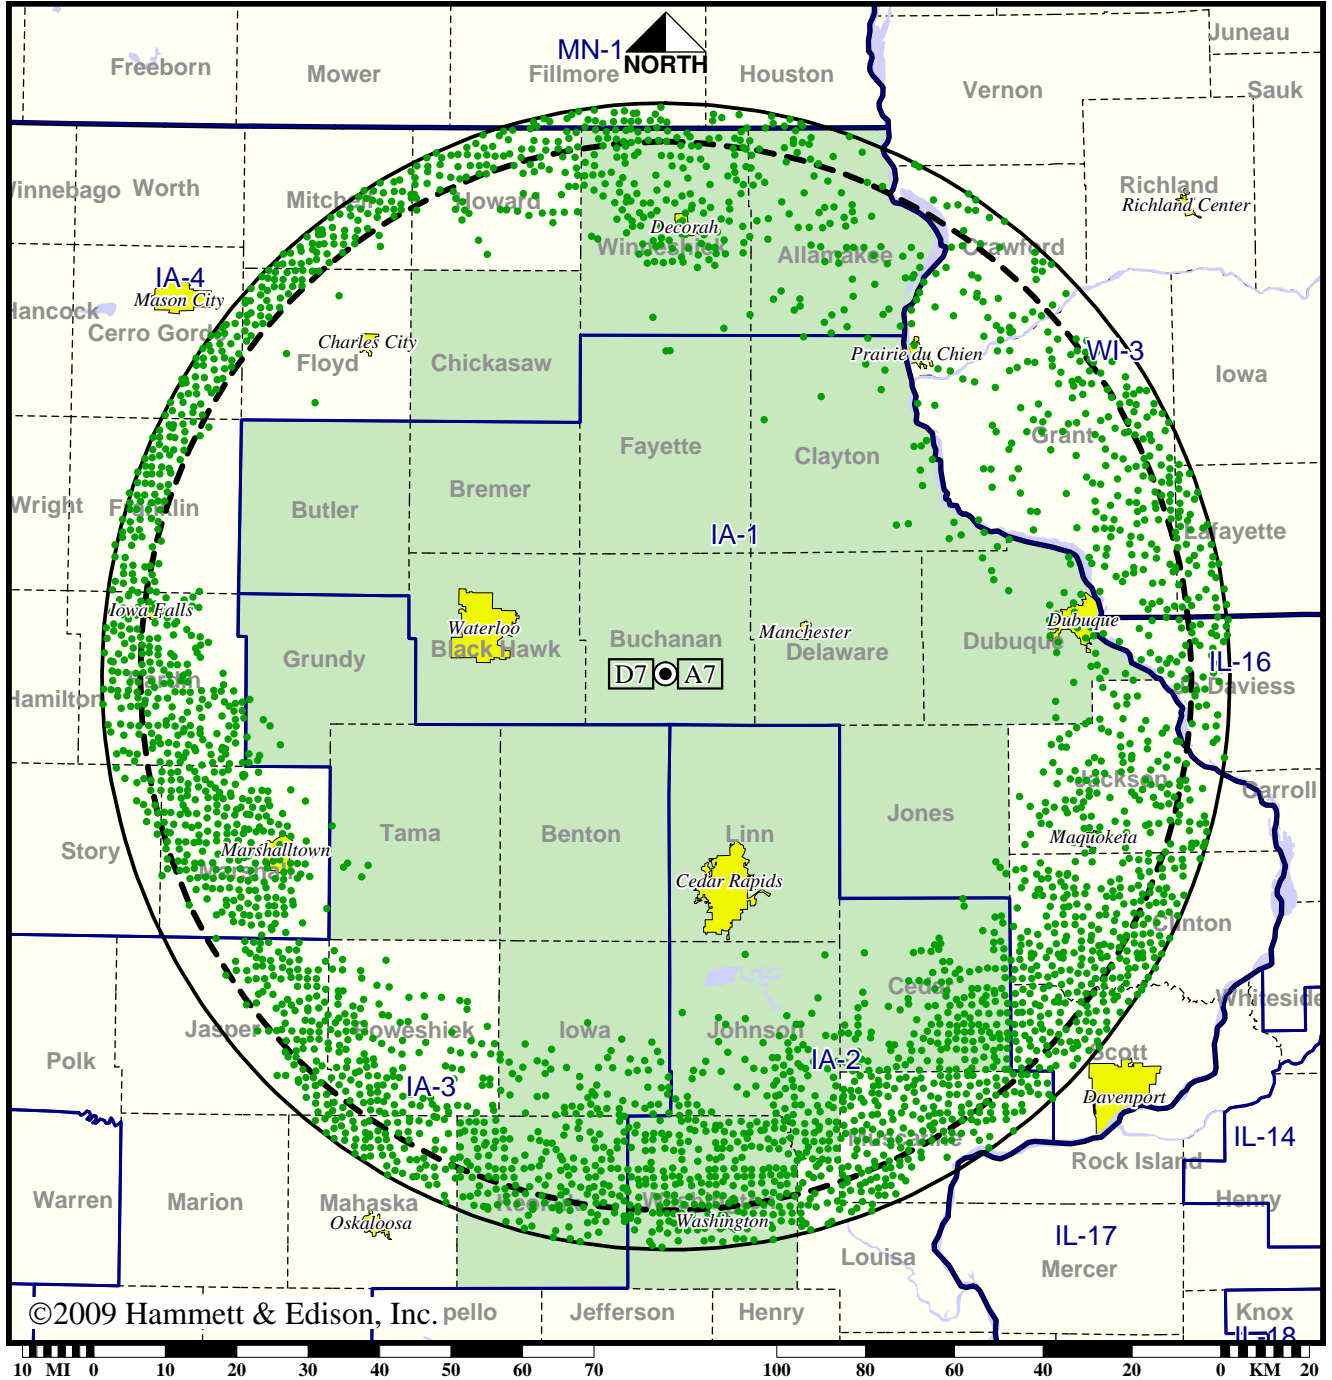 Juneau
MN-1
Freeborn
Mower
Fillmore
NORTH
Houston
Vernon
Sauk
Worth
Mitchell
Howard
Richland
Richland Center
Decorah
Winneshiek
Allamakee
Crawford
IA-4
Mason City
Hancock
Cerro Gord
Charles City
Floyd
Chickasaw
Prairie du Chien
WI-3
Iowa
Fayette
Clayton
Grant
Wright
Franklin
Butler
Bremer
IA-1
Lafayette
Iowa Falls
Waterloo
Black Hawk
Buchanan
Manchester
Delaware
Dubuque
Dubuque
Grundy
Hardin
Hamilton
D7
A7
IL-16
Jo Daviess
Jackson
Carroll
Story
Marshalltown
Marshall
Tama
Benton
Linn
Jones
Maquoketa
Cedar Rapids
Clinton
Cedar
Whiteside
Jasper
Poweshiek
Iowa
Johnson
IA-2
Scott
Polk
IA-3
Davenport
Muscatine
IL-14
Rock Island
Warren
Marion
Mahaska
Oskaloosa
Keokuk
Washington
Washington
Henry
IL-17
Louisa
Mercer
©2009 Hammett & Edison, Inc.
pello
Jefferson
Henry
Knox
IL-18
10 MI 0 10 20 30 40 50 60 70 100 80 60 40 20 0 KM 20